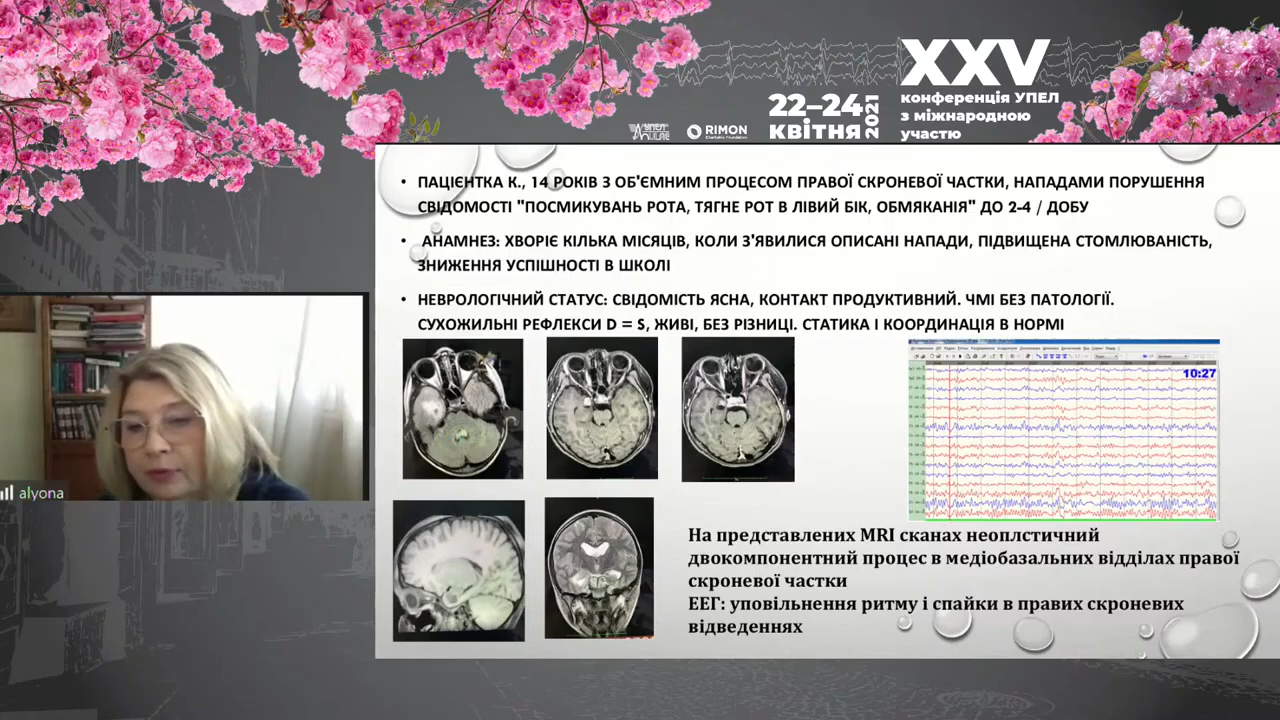 XXV
22–24
квітня
2021
конференція УПЕЛ
з міжнародною
участю
УПЕЛ
RIMON
ПАЦІЄНТКА К., 14 РОКІВ З ОБ'ЄМНИМ ПРОЦЕСОМ ПРАВОЇ СКРОНЕВОЇ ЧАСТКИ, НАПАДАМИ ПОРУШЕННЯ
СВІДОМОСТІ "ПОСМИКУВАНЬ РОТА, ТЯГНЕ РОТ В ЛІВИЙ БІК, ОБМЯКАНІЯ" ДО 2-4 / ДОБУ
АНАМНЕЗ: ХВОРІЄ КІЛЬКА МІСЯЦІВ, КОЛИ З'ЯВИЛИСЯ ОПИСАНІ НАПАДИ, ПІДВИЩЕНА СТОМЛЮВАНІСТЬ,
ЗНИЖЕННЯ УСПІШНОСТІ В ШКОЛІ
НЕВРОЛОГІЧНИЙ СТАТУС: СВІДОМІСТЬ ЯСНА, КОНТАКТ ПРОДУКТИВНИЙ. ЧМІ БЕЗ ПАТОЛОГІЇ.
СУХОЖИЛЬНІ РЕФЛЕКСИ D = S, ЖИВІ, БЕЗ РІЗНИЦІ. СТАТИКА І КООРДИНАЦІЯ В НОРМІ
10:27
alyona
На представлених MRI сканах неоплстичний
двокомпонентний процес в медіобазальних відділах правої
скроневої частки
ЕЕГ: уповільнення ритму і спайки в правих скроневих
відведеннях